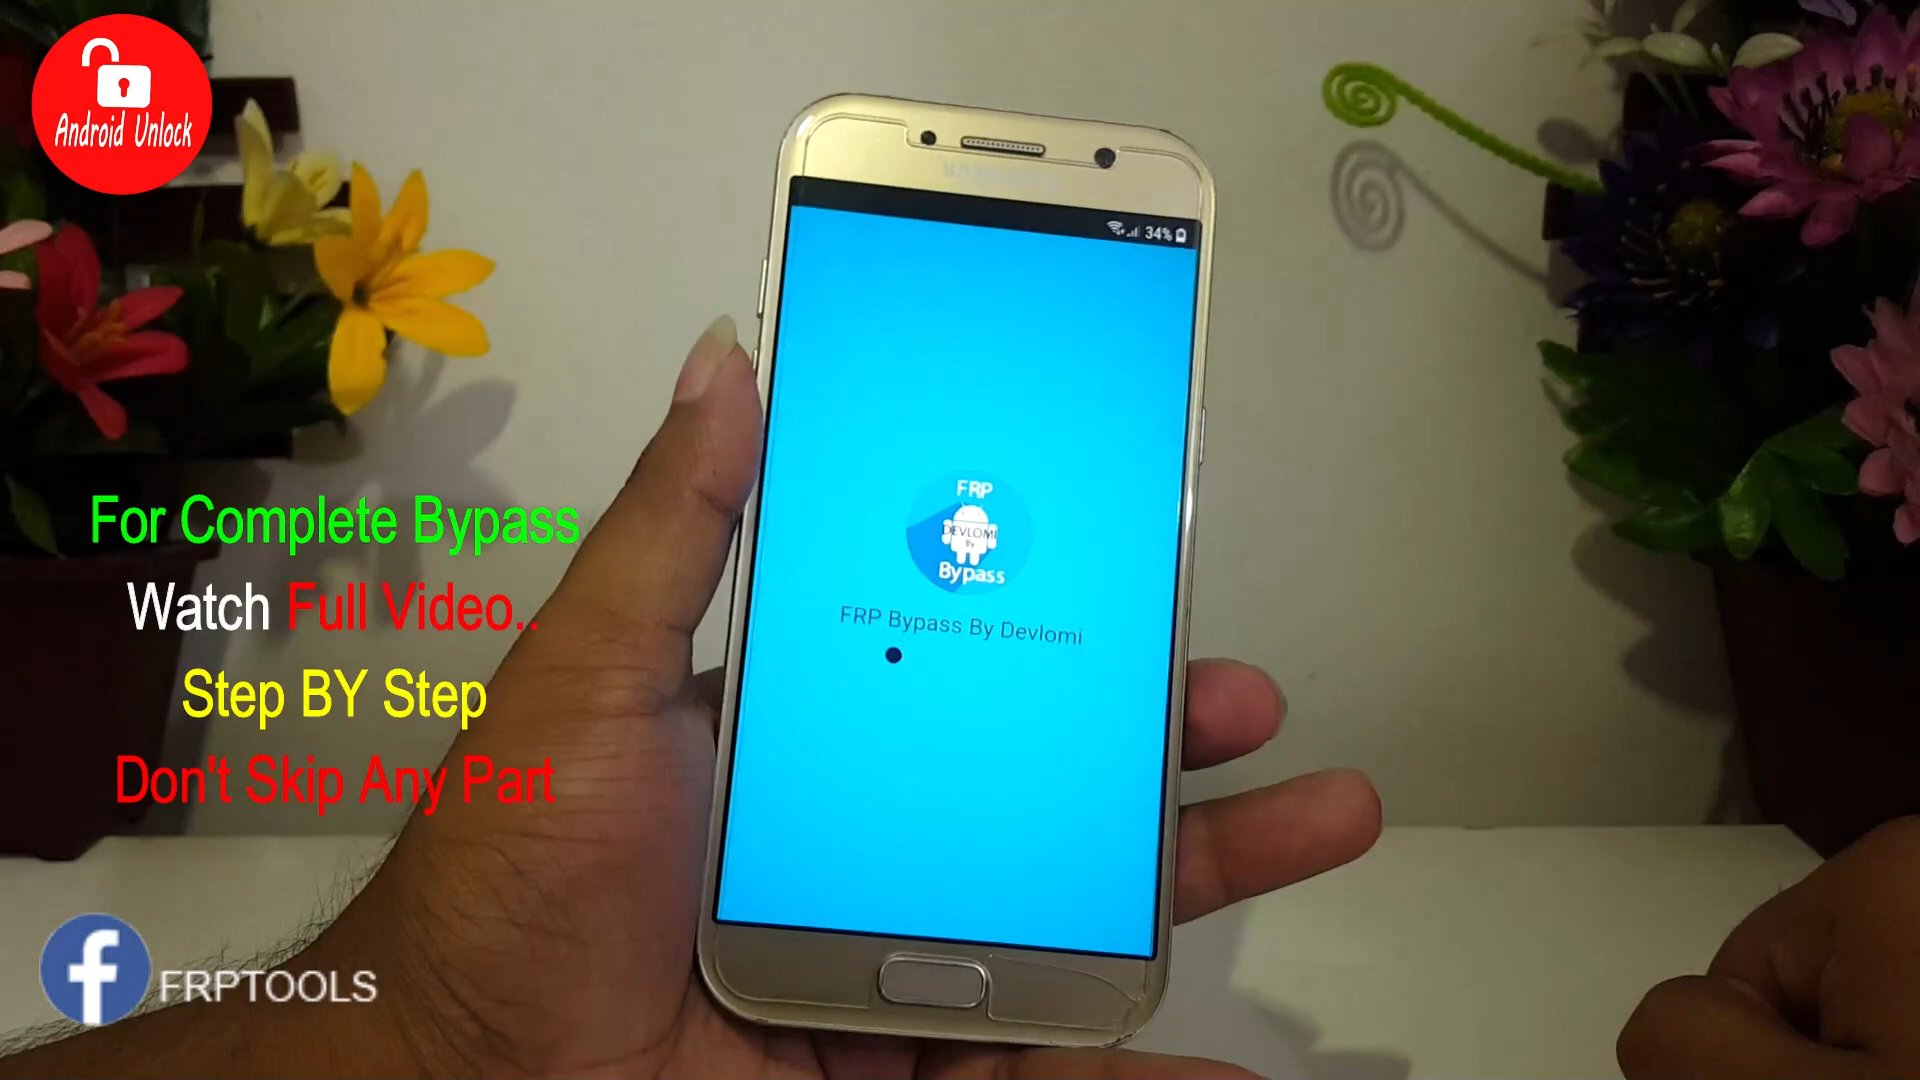 Android Unlock
SAMSUNG
34%
FRP
DEVLOMI
By
Bypass
FRP Bypass By Devlomi
For Complete Bypass
Watch Full Video..
Step BY Step
Don't Skip Any Part
f
FRPTOOLS